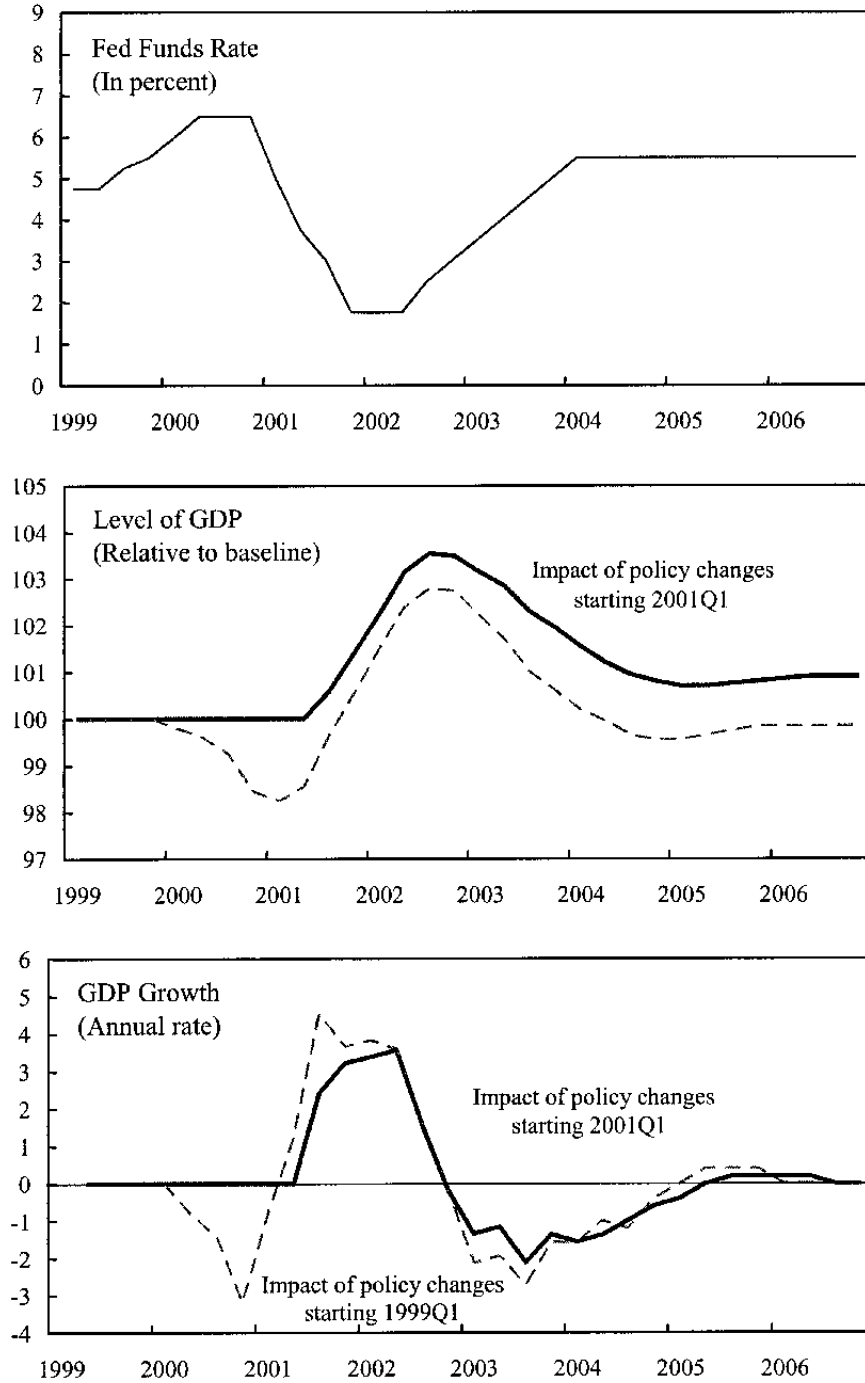 9
Fed Funds Rate
8
(In percent)
7
6
5
4
3
2
1
0
1999 2000 2001 2002 2003 2004 2005 2006
105
Level of GDP
104
(Relative to baseline)
103
Impact of policy changes
starting 2001Q1
102
101
100
99
98
97
1999 2000 2001 2002 2003 2004 2005 2006
6
GDP Growth
5
(Annual rate)
4
3
2
Impact of policy changes
starting 2001Q1
1
0
-1
-2
Impact of policy changes
-3
starting 1999Q1
-4
1999 2000 2001 2002 2003 2004 2005 2006